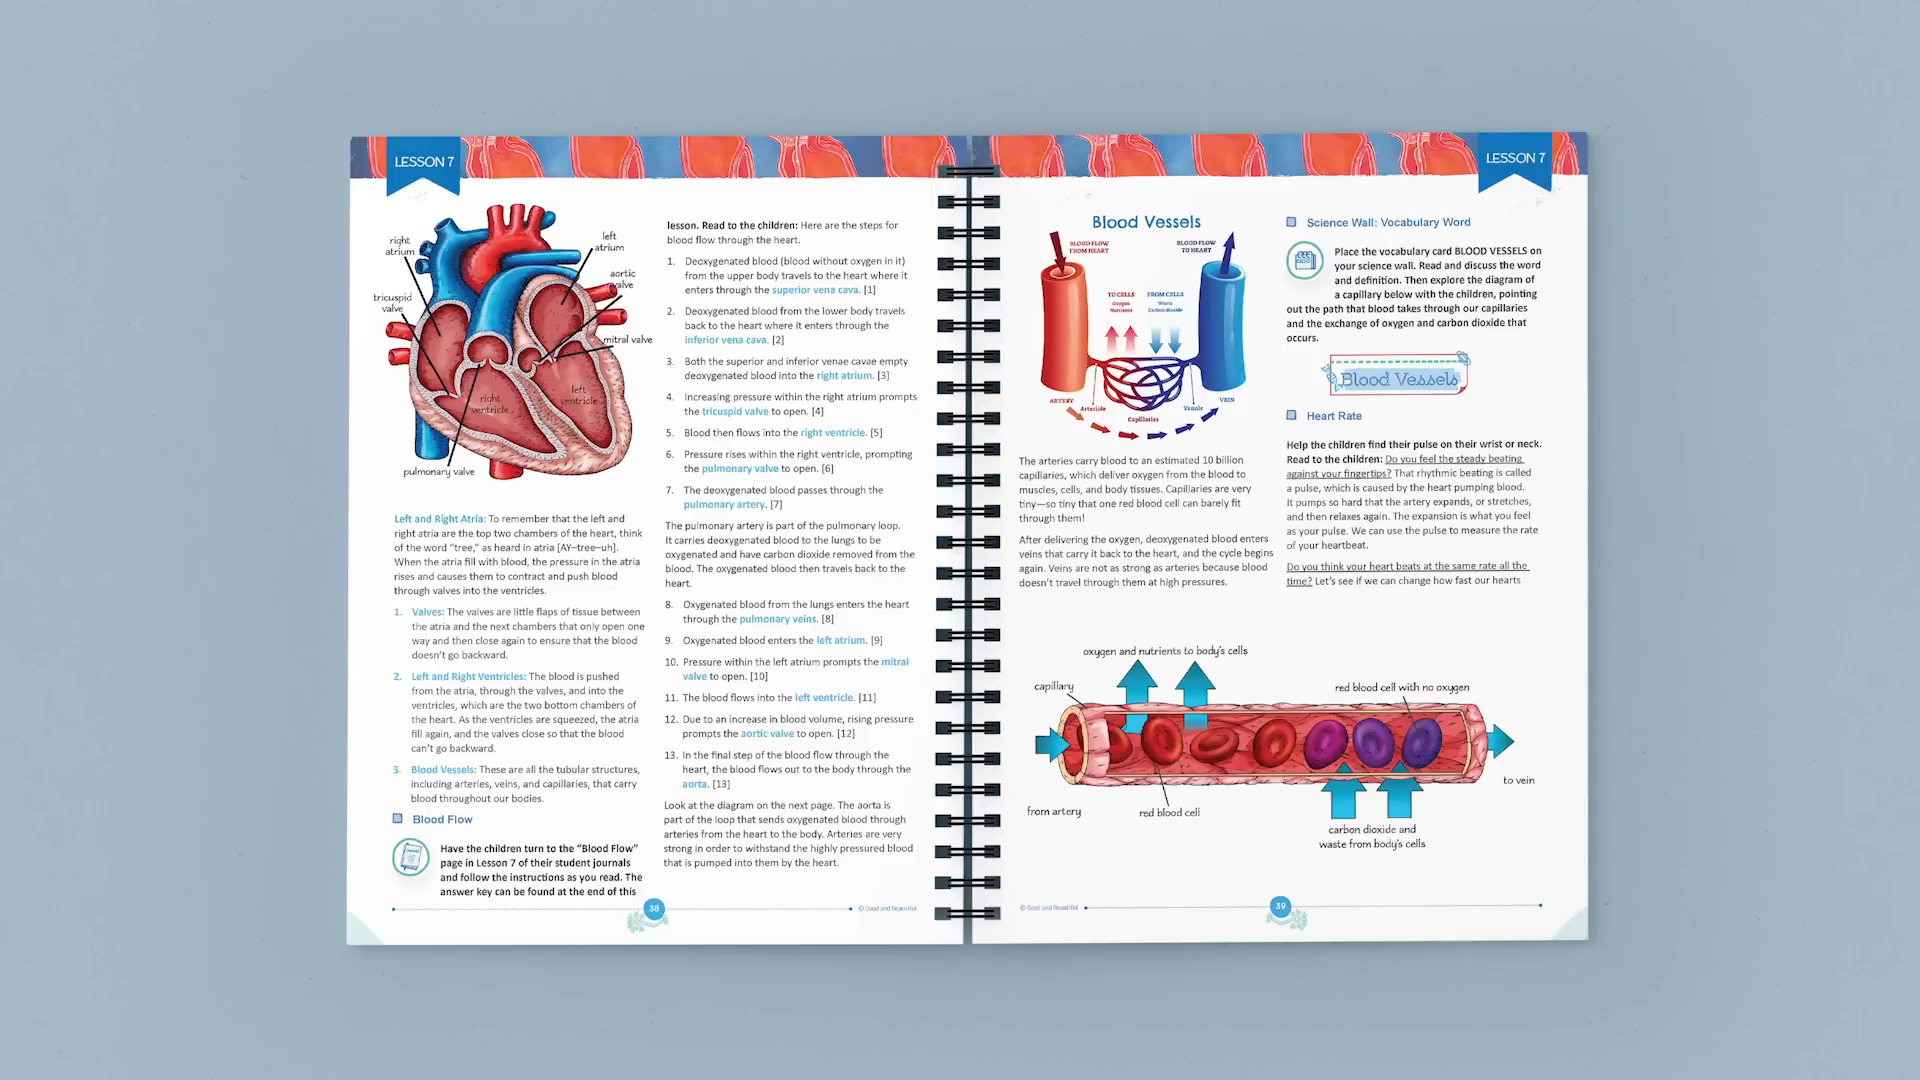 LESSON 7
right
atrium
left
atrium
aortic
valve
tricuspid
valve
mitral valve
right
ventricle
left
ventricle
pulmonary valve
Left and Right Atria: To remember that the left and
right atria are the top two chambers of the heart, think
of the word “tree,” as heard in atria [AY–tree–uh].
When the atria fill with blood, the pressure in the atria
rises and causes them to contract and push blood
through valves into the ventricles.
1. Valves: The valves are little flaps of tissue between
the atria and the next chambers that only open one
way and then close again to ensure that the blood
doesn’t go backward.
2. Left and Right Ventricles: The blood is pushed
from the atria, through the valves, and into the
ventricles, which are the two bottom chambers of
the heart. As the ventricles are squeezed, the atria
fill again, and the valves close so that the blood
can’t go backward.
3. Blood Vessels: These are all the tubular structures,
including arteries, veins, and capillaries, that carry
blood throughout our bodies.
Blood Flow
Have the children turn to the “Blood Flow”
page in Lesson 7 of their student journals
and follow the instructions as you read. The
answer key can be found at the end of this
lesson. Read to the children: Here are the steps for
blood flow through the heart.
1. Deoxygenated blood (blood without oxygen in it)
from the upper body travels to the heart where it
enters through the superior vena cava. [1]
2. Deoxygenated blood from the lower body travels
back to the heart where it enters through the
inferior vena cava. [2]
3. Both the superior and inferior venae cavae empty
deoxygenated blood into the right atrium. [3]
4. Increasing pressure within the right atrium prompts
the tricuspid valve to open. [4]
5. Blood then flows into the right ventricle. [5]
6. Pressure rises within the right ventricle, prompting
the pulmonary valve to open. [6]
7. The deoxygenated blood passes through the
pulmonary artery. [7]
The pulmonary artery is part of the pulmonary loop.
It carries deoxygenated blood to the lungs to be
oxygenated and have carbon dioxide removed from the
blood. The oxygenated blood then travels back to the
heart.
8. Oxygenated blood from the lungs enters the heart
through the pulmonary veins. [8]
9. Oxygenated blood enters the left atrium. [9]
10. Pressure within the left atrium prompts the mitral
valve to open. [10]
11. The blood flows into the left ventricle. [11]
12. Due to an increase in blood volume, rising pressure
prompts the aortic valve to open. [12]
13. In the final step of the blood flow through the
heart, the blood flows out to the body through the
aorta. [13]
Look at the diagram on the next page. The aorta is
part of the loop that sends oxygenated blood through
arteries from the heart to the body. Arteries are very
strong in order to withstand the highly pressured blood
that is pumped into them by the heart.
38
© Good and Beautiful
LESSON 7
Blood Vessels
BLOOD FLOW
FROM HEART
BLOOD FLOW
TO HEART
TO CELLS
Oxygen
Nutrients
FROM CELLS
Waste
Carbon dioxide
ARTERY
Arteriole
Capillaries
Venule
VEIN
The arteries carry blood to an estimated 10 billion
capillaries, which deliver oxygen from the blood to
muscles, cells, and body tissues. Capillaries are very
tiny—so tiny that one red blood cell can barely fit
through them!
After delivering the oxygen, deoxygenated blood enters
veins that carry it back to the heart, and the cycle begins
again. Veins are not as strong as arteries because blood
doesn’t travel through them at high pressures.
Science Wall: Vocabulary Word
Place the vocabulary card BLOOD VESSELS on
your science wall. Read and discuss the word
and definition. Then explore the diagram of
a capillary below with the children, pointing
out the path that blood takes through our capillaries
and the exchange of oxygen and carbon dioxide that
occurs.
Blood Vessels
Heart Rate
Help the children find their pulse on their wrist or neck.
Read to the children: Do you feel the steady beating
against your fingertips? That rhythmic beating is called
a pulse, which is caused by the heart pumping blood.
It pumps so hard that the artery expands, or stretches,
and then relaxes again. The expansion is what you feel
as your pulse. We can use the pulse to measure the rate
of your heartbeat.
Do you think your heart beats at the same rate all the
time? Let’s see if we can change how fast our hearts
oxygen and nutrients to body’s cells
capillary
red blood cell with no oxygen
to vein
from artery
red blood cell
carbon dioxide and
waste from body’s cells
© Good and Beautiful
39